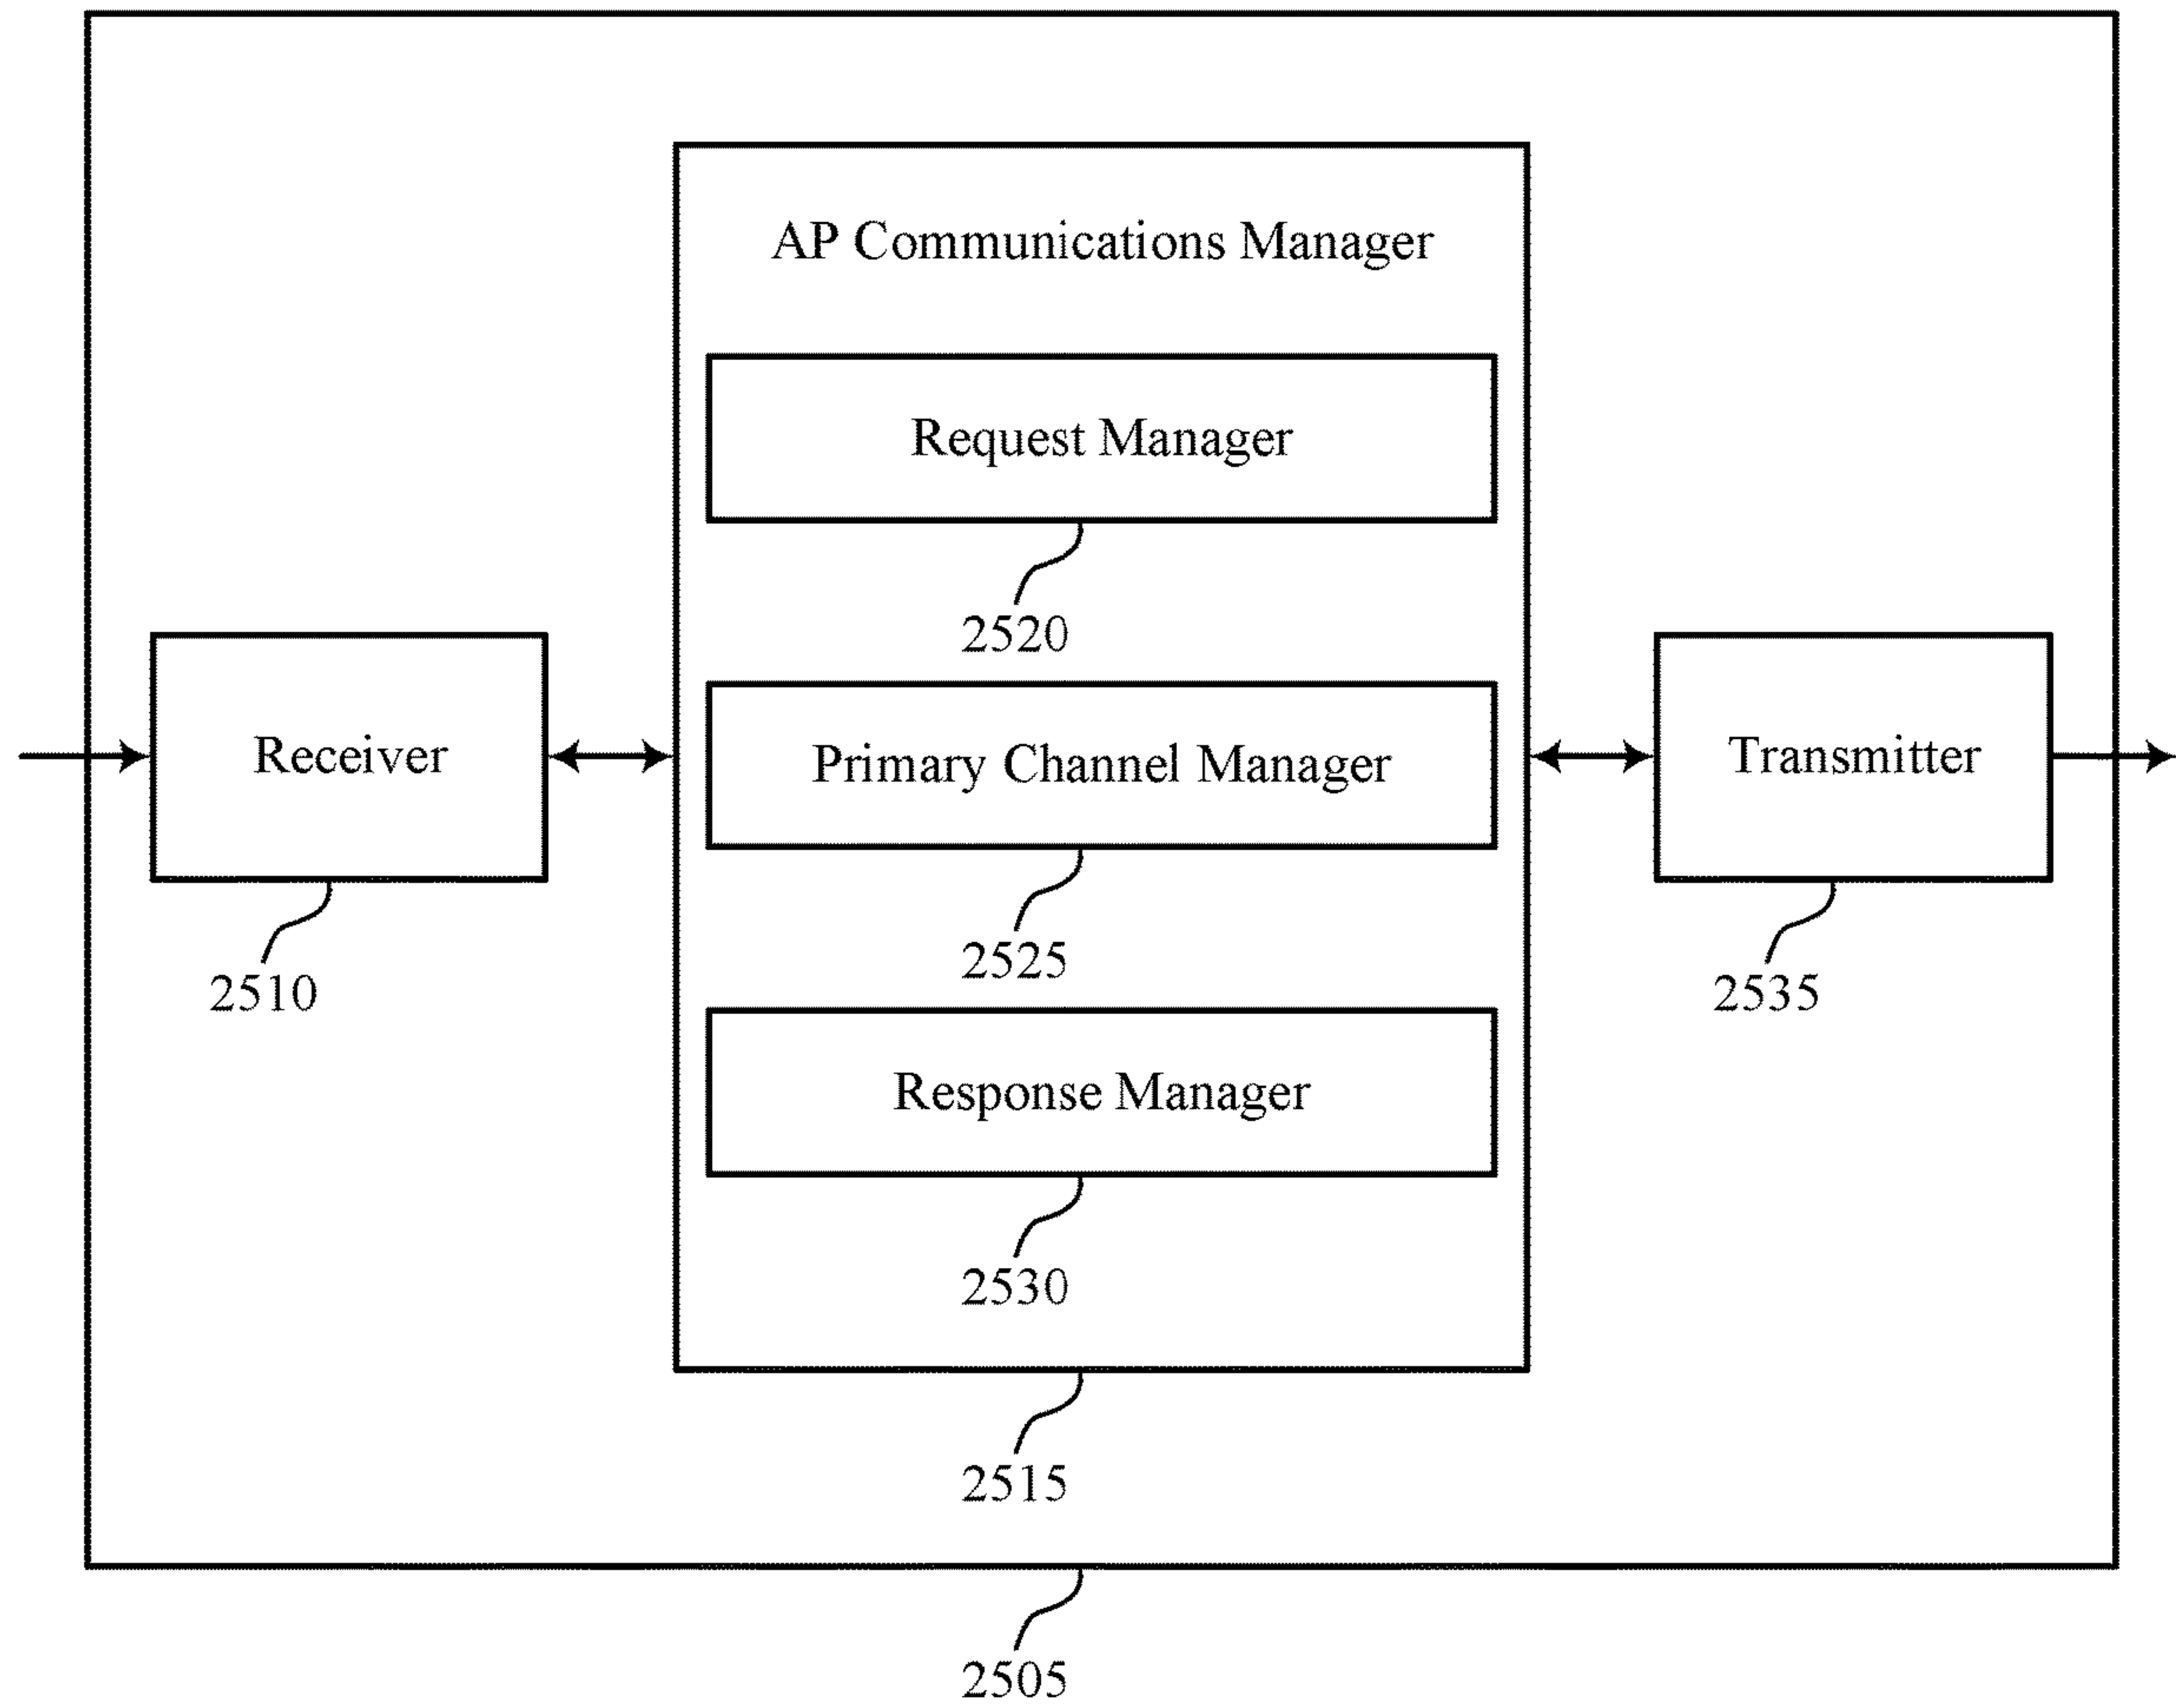 AP Communications Manager
Request Manager
2520
Receiver
Primary Channel Manager
Transmitter
2525
2510
2535
Response Manager
2530
2515
2505